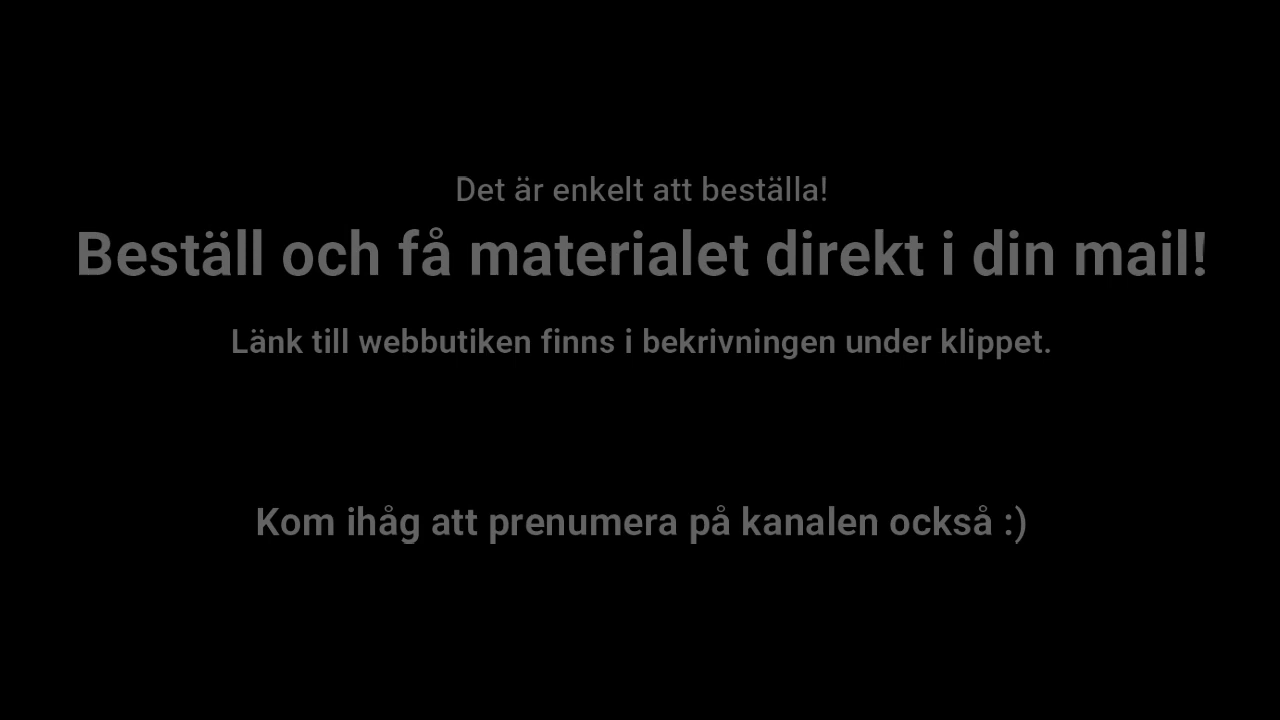 Det är enkelt att beställa!
Beställ och få materialet direkt i din mail!
Länk till webbutiken finns i bekrivningen under klippet.
Kom ihåg att prenumera på kanalen också :)